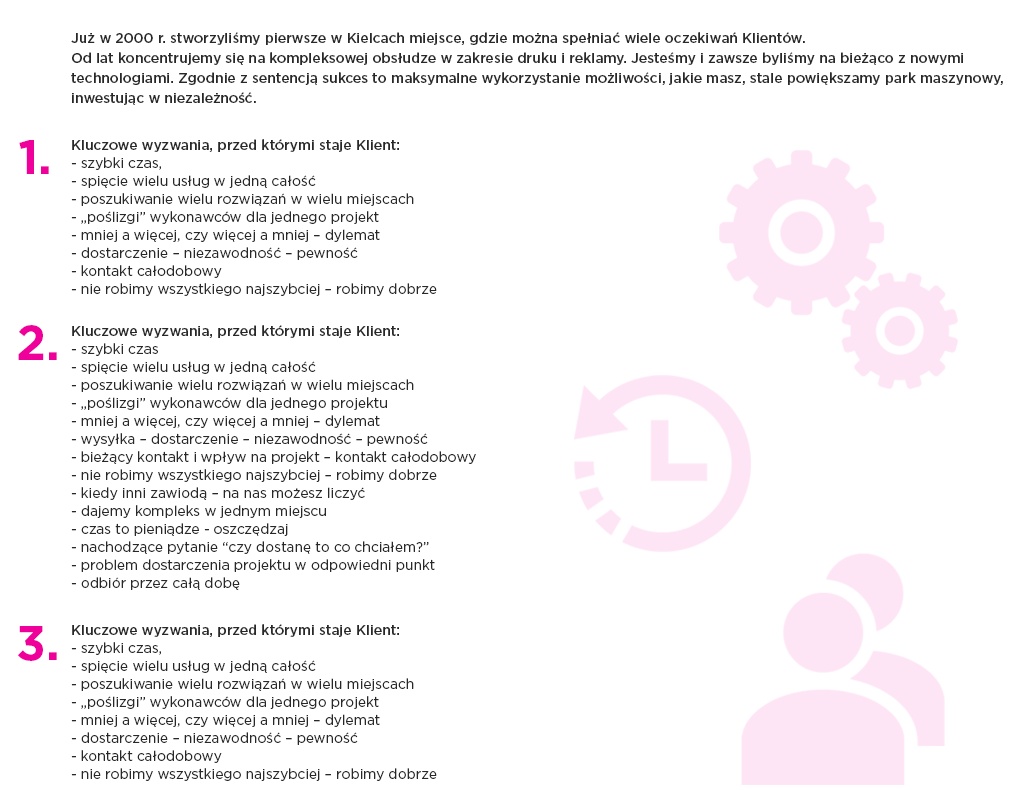 Już w 2000 r. stworzyliśmy pierwsze w Kielcach miejsce, gdzie można spełniać wiele oczekiwań Klientów.
Od lat koncentrujemy się na kompleksowej obsłudze w zakresie druku i reklamy. Jesteśmy i zawsze byliśmy na bieżąco z nowymi
technologiami. Zgodnie z sentencją sukces to maksymalne wykorzystanie możliwości, jakie masz, stale powiększamy park maszynowy,
inwestując w niezależność.
1.
Kluczowe wyzwania, przed którymi staje Klient:
- szybki czas,
- spięcie wielu usług w jedną całość
- poszukiwanie wielu rozwiązań w wielu miejscach
- „poślizgi” wykonawców dla jednego projekt
- mniej a więcej, czy więcej a mniej – dylemat
- dostarczenie – niezawodność – pewność
- kontakt całodobowy
- nie robimy wszystkiego najszybciej – robimy dobrze
2.
Kluczowe wyzwania, przed którymi staje Klient:
- szybki czas
- spięcie wielu usług w jedną całość
- poszukiwanie wielu rozwiązań w wielu miejscach
- „poślizgi” wykonawców dla jednego projektu
- mniej a więcej, czy więcej a mniej – dylemat
- wysyłka – dostarczenie – niezawodność – pewność
- bieżący kontakt i wpływ na projekt – kontakt całodobowy
- nie robimy wszystkiego najszybciej – robimy dobrze
- kiedy inni zawiodą – na nas możesz liczyć
- dajemy kompleks w jednym miejscu
- czas to pieniądze - oszczędzaj
- nachodzące pytanie “czy dostanę to co chciałem?”
- problem dostarczenia projektu w odpowiedni punkt
- odbiór przez całą dobę
3.
Kluczowe wyzwania, przed którymi staje Klient:
- szybki czas,
- spięcie wielu usług w jedną całość
- poszukiwanie wielu rozwiązań w wielu miejscach
- „poślizgi” wykonawców dla jednego projekt
- mniej a więcej, czy więcej a mniej – dylemat
- dostarczenie – niezawodność – pewność
- kontakt całodobowy
- nie robimy wszystkiego najszybciej – robimy dobrze